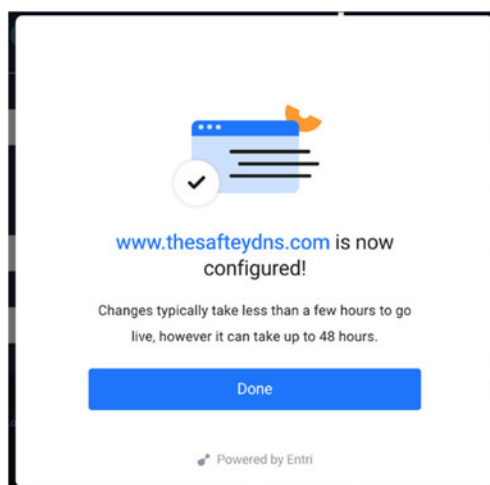 www.thesafteydns.com is now
configured!
Changes typically take less than a few hours to go
live, however it can take up to 48 hours.
Done
Powered by Entri